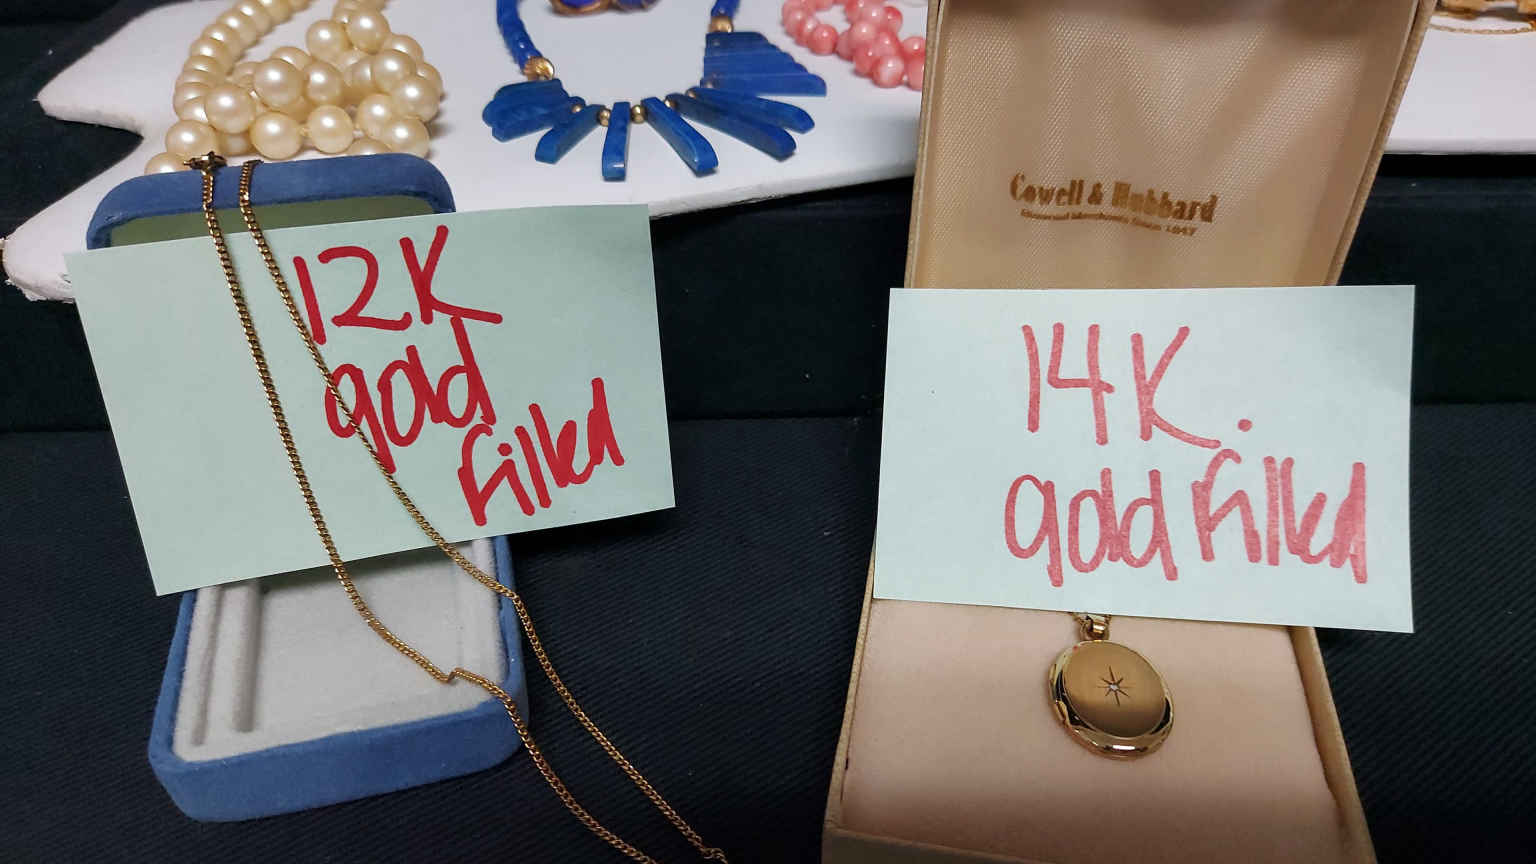 12K
gold
filled
Cowell & Hubbard
14K.
gold filled